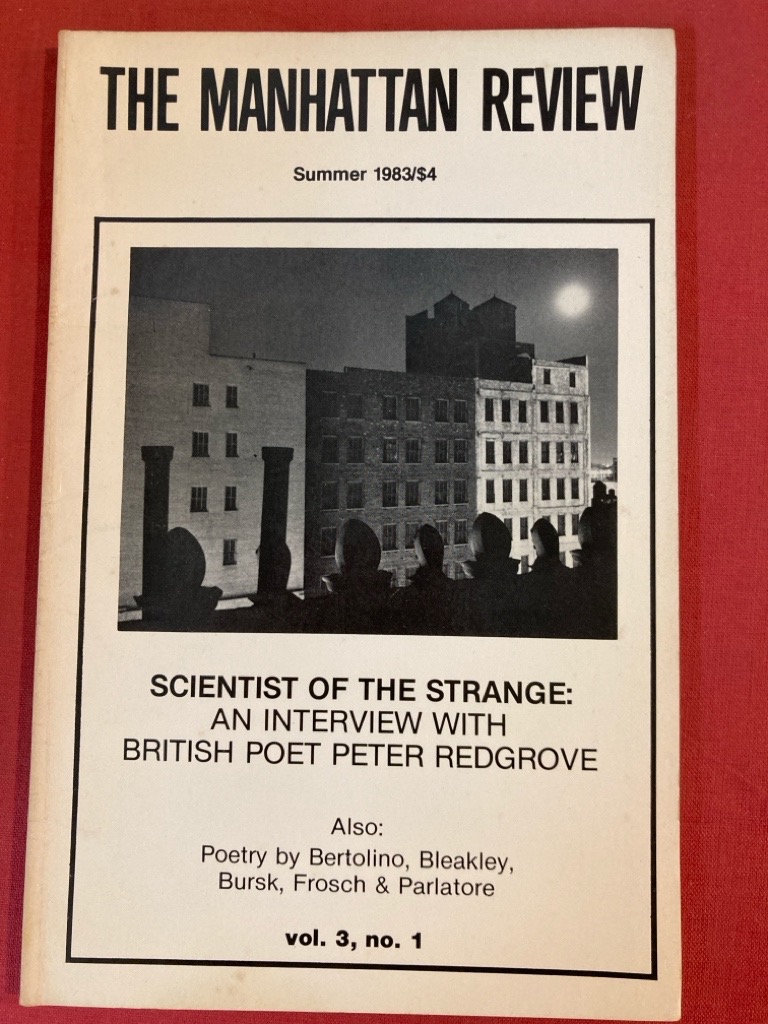 THE MANHATTAN REVIEW
Summer 1983/$4
SCIENTIST OF THE STRANGE:
AN INTERVIEW WITH
BRITISH POET PETER REDGROVE
Also:
Poetry by Bertolino, Bleakley,
Bursk, Frosch & Parlatore
vol. 3, no. 1